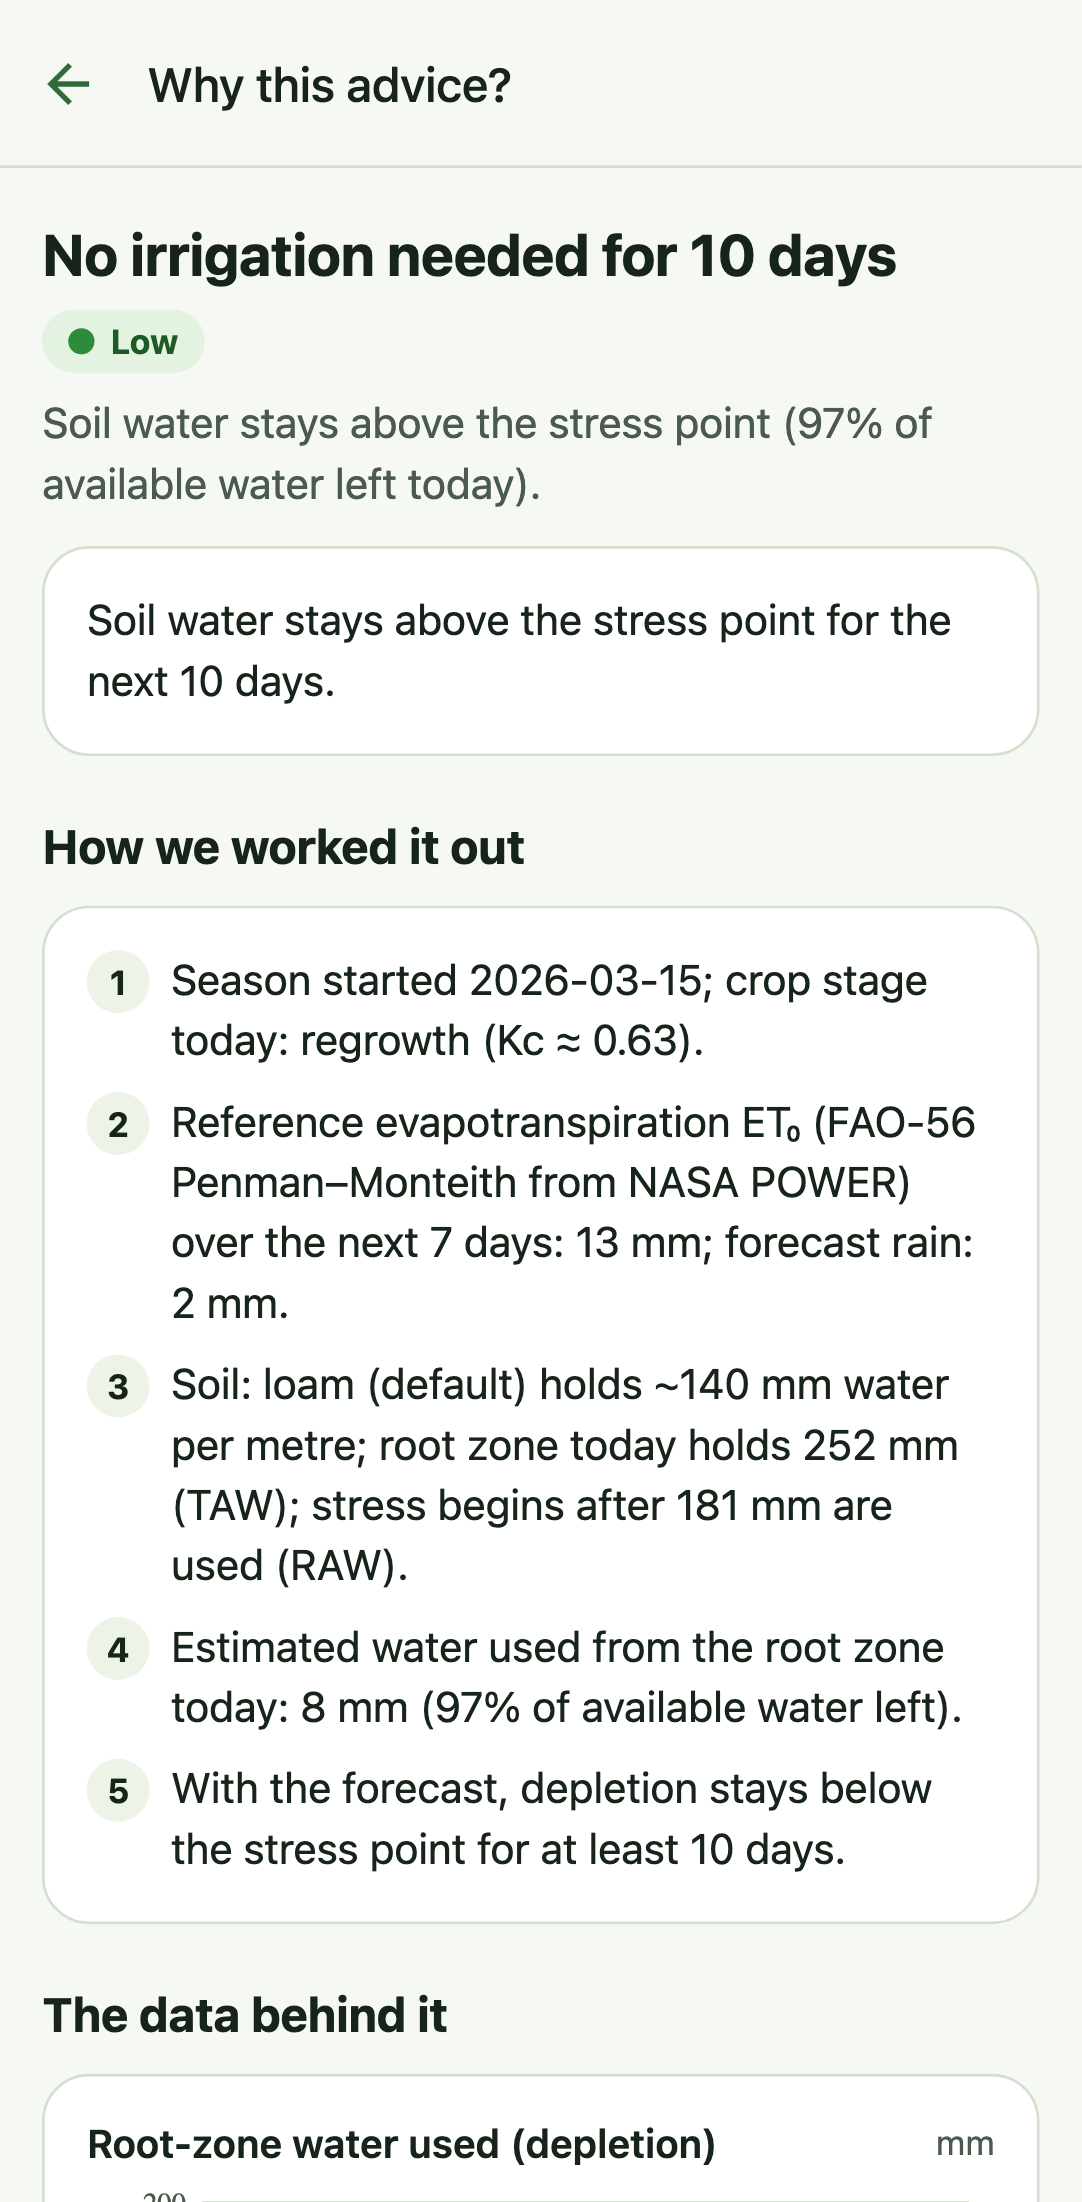 Why this advice?
No irrigation needed for 10 days
Low
Soil water stays above the stress point (97% of
available water left today).
Soil water stays above the stress point for the
next 10 days.
How we worked it out
1 Season started 2026-03-15; crop stage
today: regrowth (Kc ≈ 0.63).
2 Reference evapotranspiration ET₀ (FAO-56
Penman–Monteith from NASA POWER)
over the next 7 days: 13 mm; forecast rain:
2 mm.
3 Soil: loam (default) holds ~140 mm water
per metre; root zone today holds 252 mm
(TAW); stress begins after 181 mm are
used (RAW).
4 Estimated water used from the root zone
today: 8 mm (97% of available water left).
5 With the forecast, depletion stays below
the stress point for at least 10 days.
The data behind it
Root-zone water used (depletion) mm
200